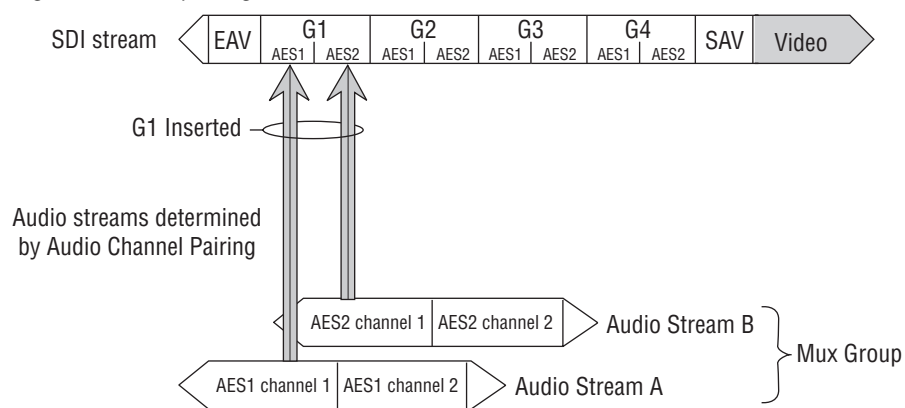 SDI stream EAV G1 G2 G3 G4 SAV Video
AES1 AES2 AES1 AES2 AES1 AES2 AES1 AES2
G1 Inserted
Audio streams determined
by Audio Channel Pairing
AES2 channel 1 AES2 channel 2 Audio Stream B
Mux Group
AES1 channel 1 AES1 channel 2 Audio Stream A